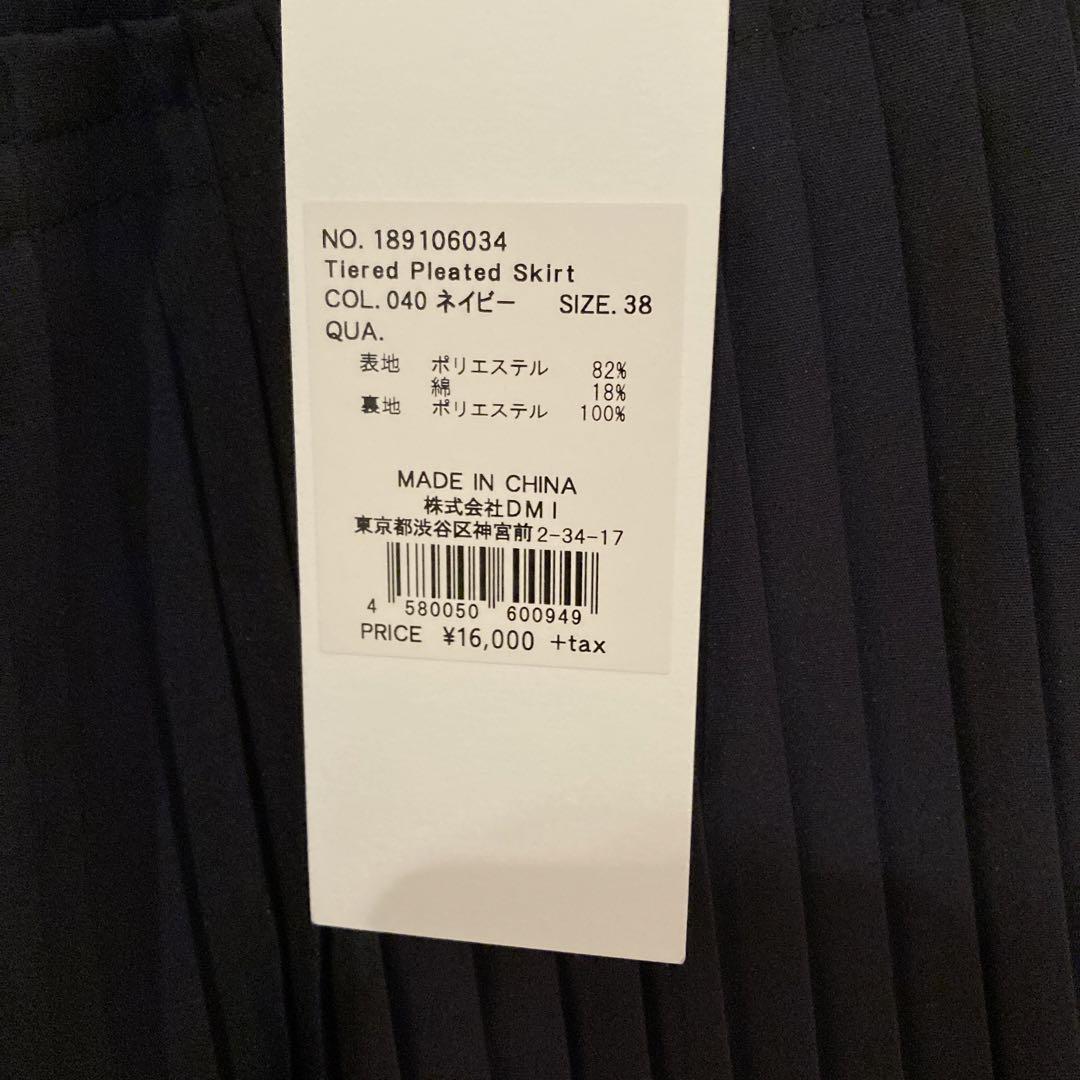 NO. 189106034
Tiered Pleated Skirt
COL. 040 ネイビー SIZE. 38
QUA.
表地 ポリエステル 82%
綿 18%
裏地 ポリエステル 100%
MADE IN CHINA
株式会社DMI
東京都渋谷区神宮前2-34-17
4 580050 600949
PRICE ¥16,000 +tax